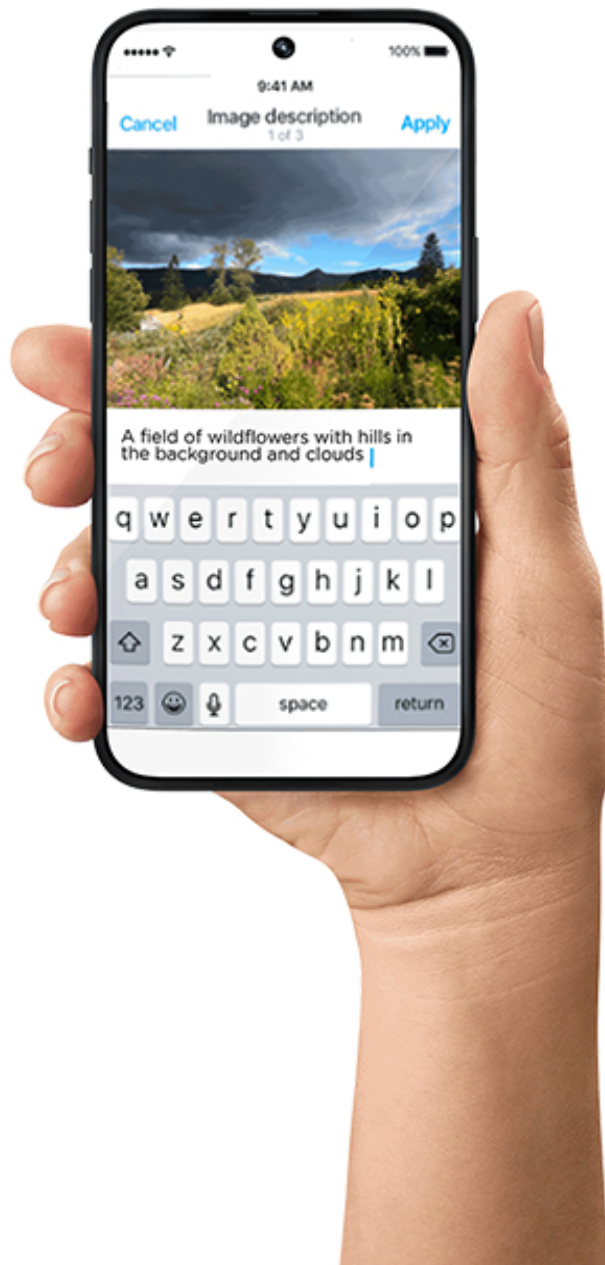 100%
9:41 AM
Cancel Image description Apply
1 of 3
A field of wildflowers with hills in
the background and clouds
q w e r t y u i o p
a s d f g h j k l
z x c v b n m
123 space return